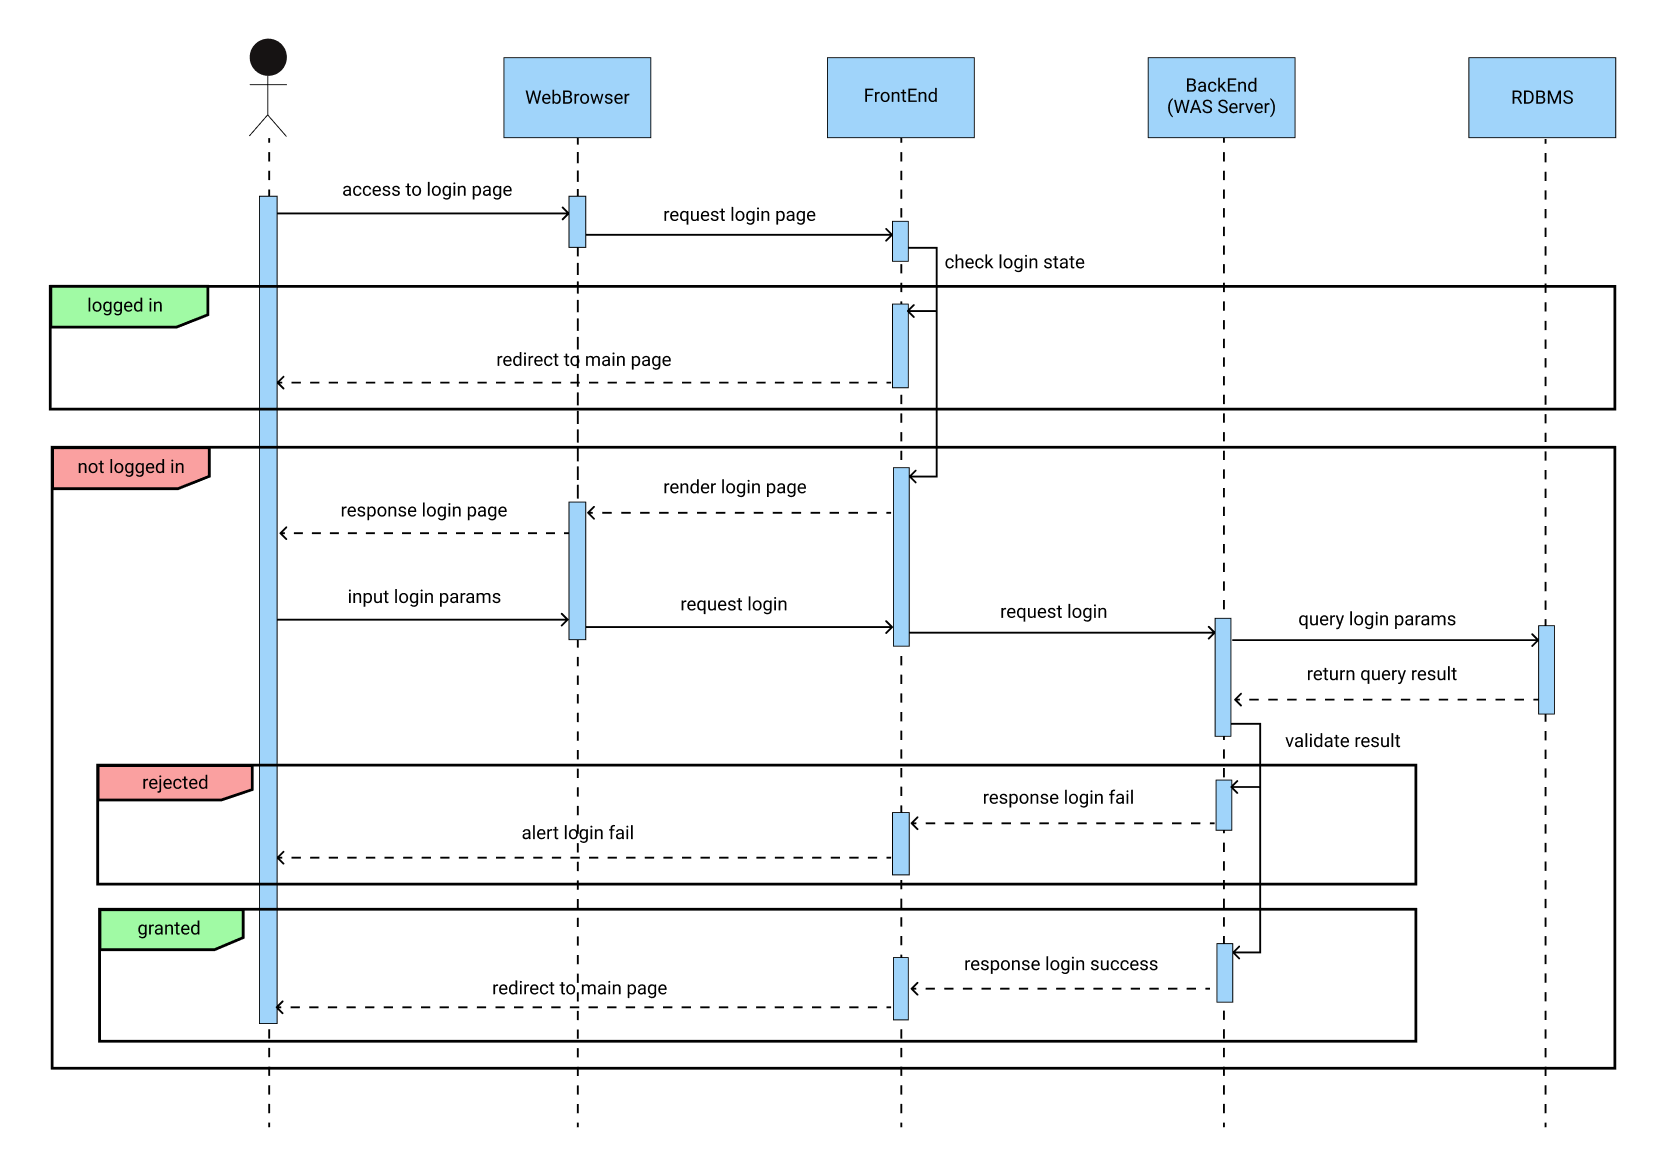 WebBrowser
FrontEnd
BackEnd
(WAS Server)
RDBMS
access to login page
request login page
check login state
logged in
redirect to main page
not logged in
render login page
response login page
input login params
request login
request login
query login params
return query result
validate result
rejected
response login fail
alert login fail
granted
response login success
redirect to main page